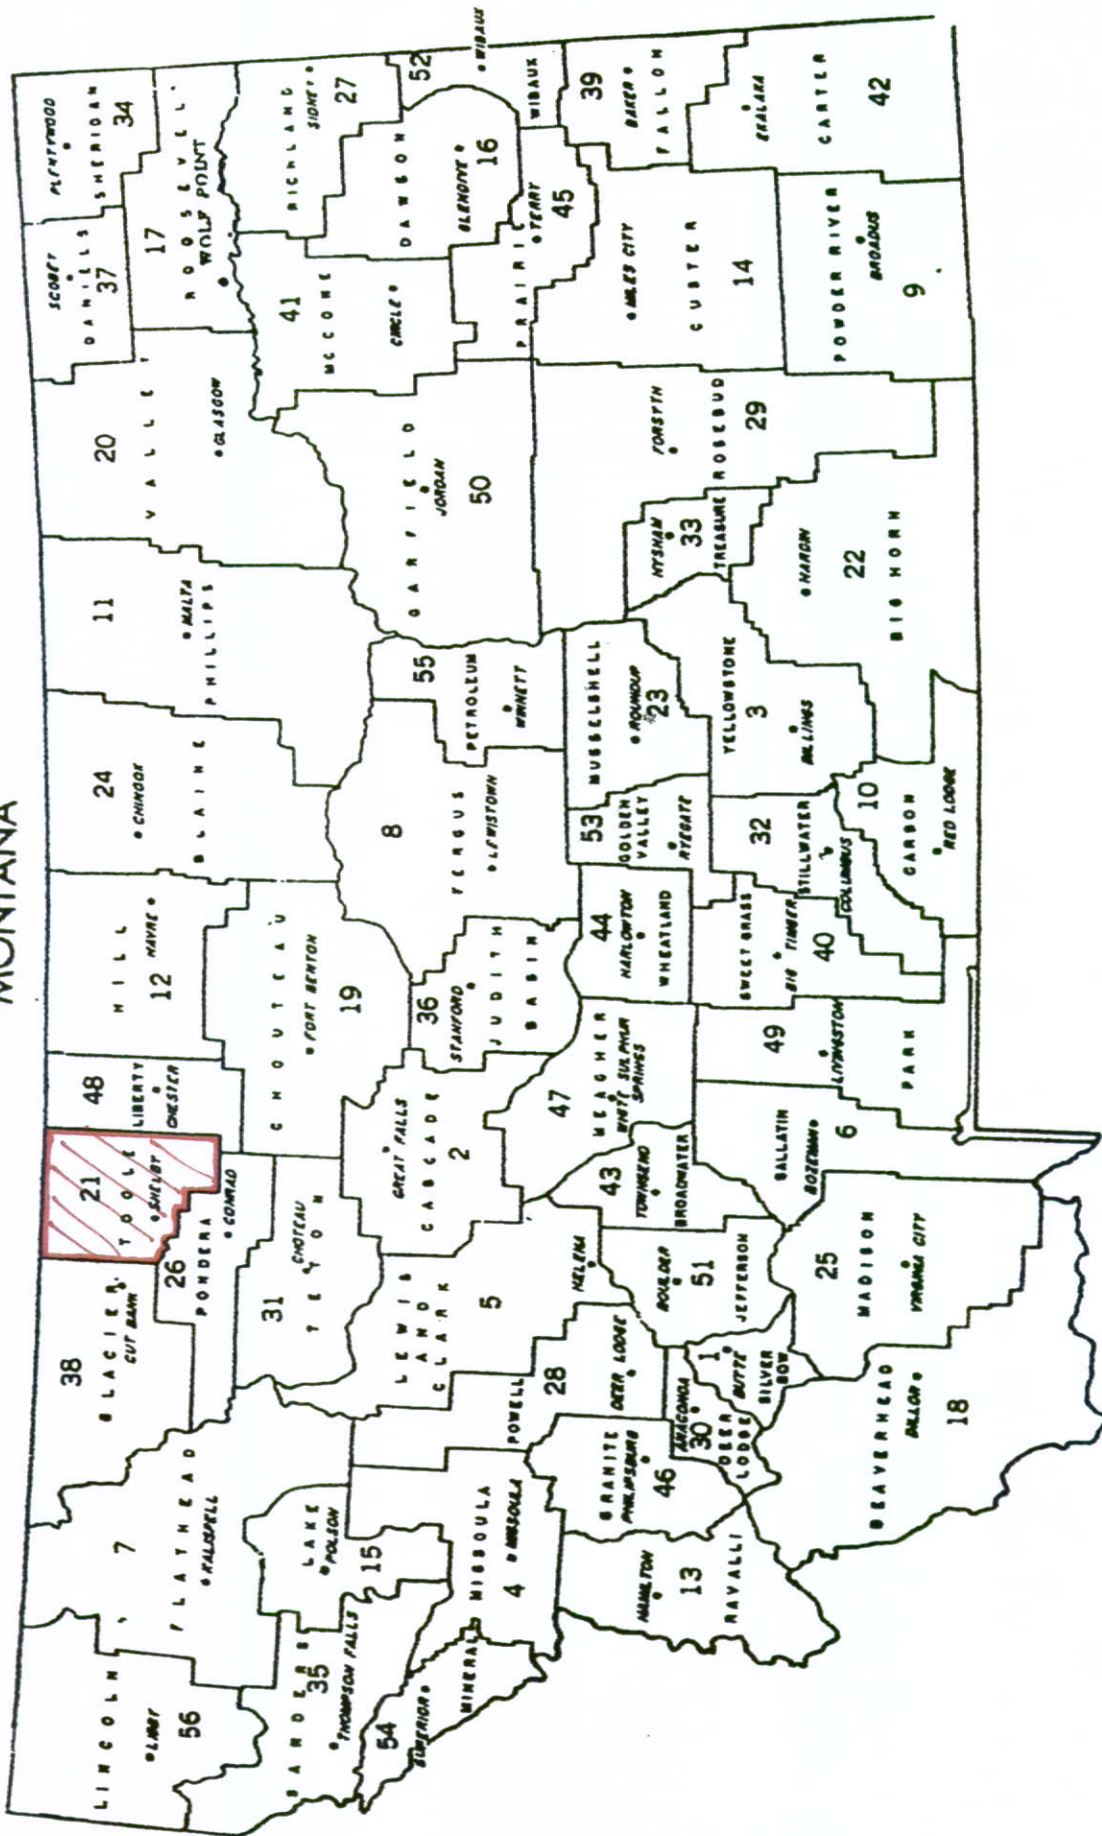 MONTANA
LINCOLN
LIBBY
56
7
FLATHEAD
KALISPELL
38
GLACIER
CUT BANK
21
TOOLE
SHELBY
48
LIBERTY
CHESTER
HILL
HAVRE
12
24
CHINOOK
BLAINE
11
MALTA
PHILLIPS
20
VALLEY
GLASGOW
SCOBEY
DANIELS
37
PLENTYWOOD
SHERIDAN
34
17
ROOSEVEL
WOLF POINT
SANDERS
35
THOMPSON FALLS
LAKE
POLSON
15
26
PONDERA
CONRAD
31
CHOTEAU
TETON
CHOUTEAU
FORT BENTON
19
41
MCCONE
CIRCLE
RICHLAND
SIDNEY
27
DAWSON
GLENDIVE
16
52
WIBAUX
WIBAUX
54
SUPERIOR
MINERAL
MISSOULA
4
MISSOULA
POWELL
28
DEER LODGE
LEWIS
AND
CLARK
5
HELENA
GREAT FALLS
CASCADE
2
36
STANFORD
JUDITH
BASIN
8
FERGUS
LEWISTOWN
55
PETROLEUM
WINNETT
GARFIELD
JORDAN
50
PRAIRIE
TERRY
45
HAMILTON
13
RAVALLI
GRANITE
PHILIPSBURG
46
ANACONDA
30
DEER
LODGE
1
BUTTE
SILVER
BOW
BOULDER
51
JEFFERSON
43
TOWNSEND
BROADWATER
47
MEAGHER
WHITE SULPHUR
SPRINGS
44
HARLOWTON
WHEATLAND
53
GOLDEN
VALLEY
RYEGATE
MUSSELSHELL
ROUNDUP
23
HYSHAM
33
TREASURE
FORSYTH
ROSEBUD
29
MILES CITY
CUSTER
14
39
BAKER
FALLON
BEAVERHEAD
DILLON
18
25
MADISON
VIRGINIA CITY
GALLATIN
BOZEMAN
6
49
LIVINGSTON
PARK
SWEET GRASS
BIG TIMBER
40
32
STILLWATER
COLUMBUS
10
CARBON
RED LODGE
YELLOWSTONE
3
BILLINGS
HARDIN
22
BIG HORN
POWDER RIVER
BROADUS
9
EKALAKA
CARTER
42